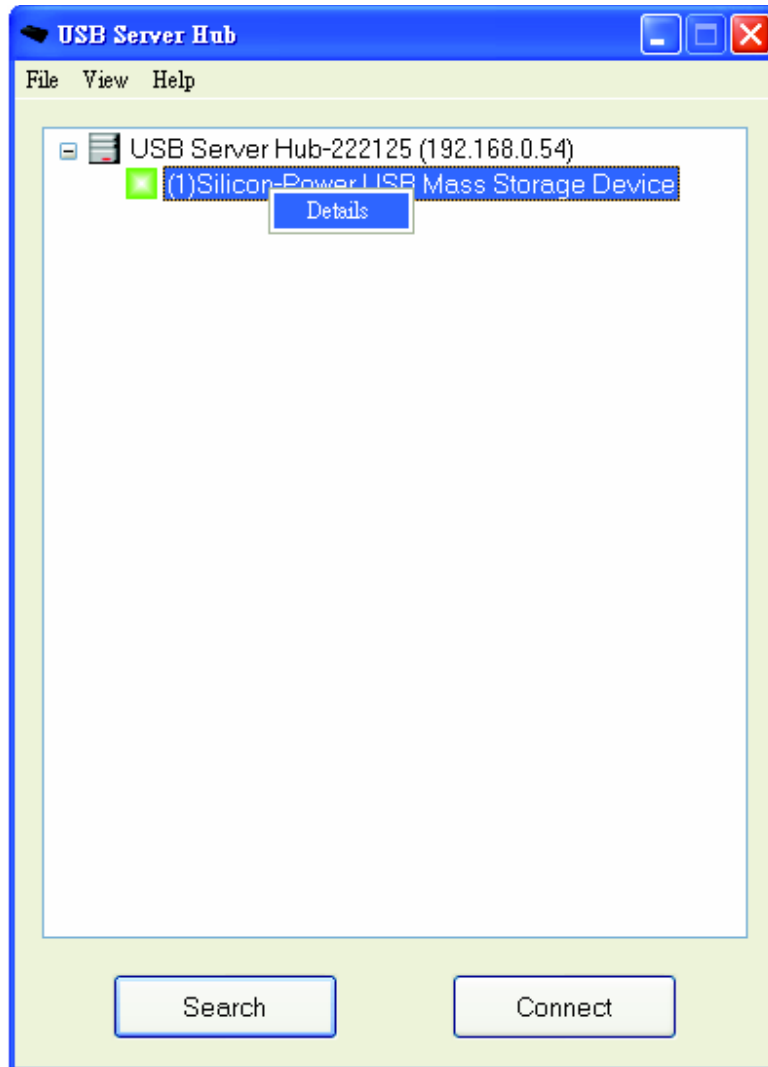 USB Server Hub
File View Help
USB Server Hub-222125 (192.168.0.54)
(1)Silicon-Power USB Mass Storage Device
Details
Search Connect